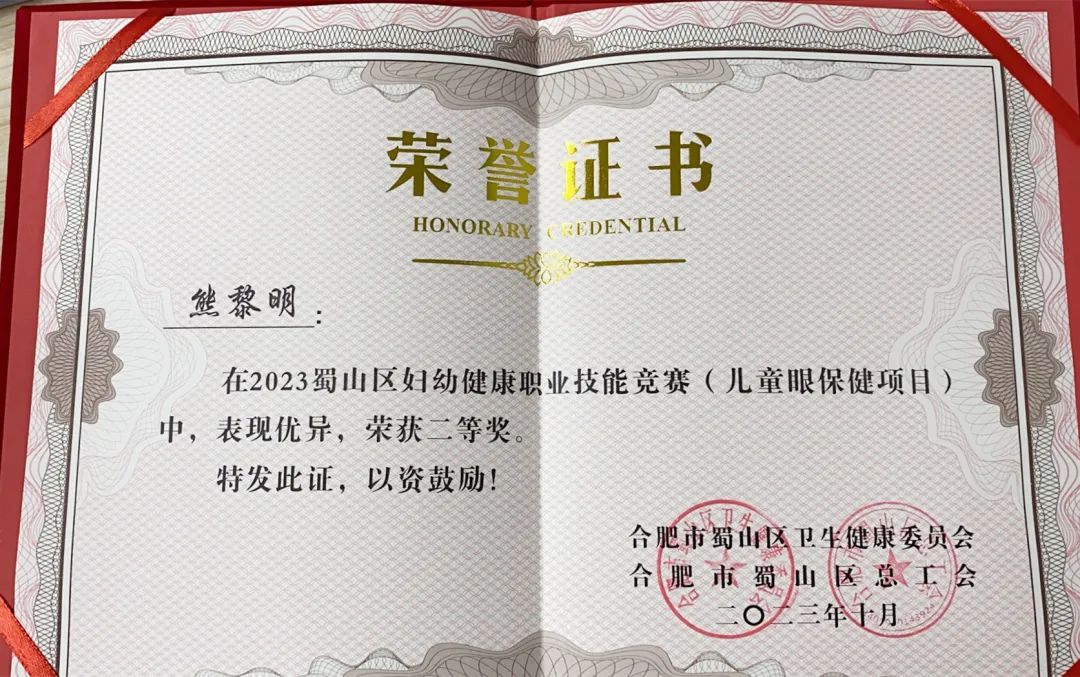 荣誉证书
HONORARY CREDENTIAL
熊黎明：
在2023蜀山区妇幼健康职业技能竞赛（儿童眼保健项目）
中，表现优异，荣获二等奖。
特发此证，以资鼓励！
合肥市蜀山区卫生健康委员会
合肥市蜀山区总工会
二〇二三年十月